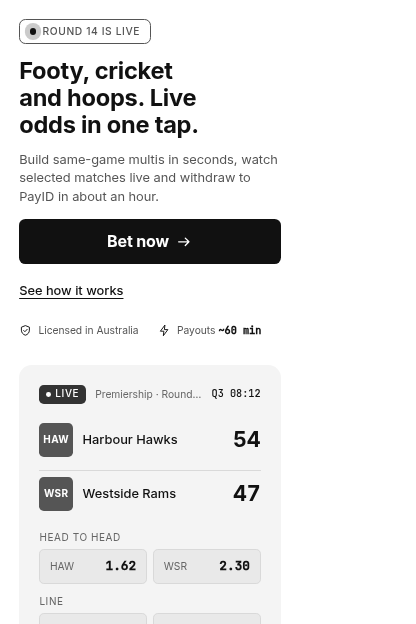 ROUND 14 IS LIVE
Footy, cricket
and hoops. Live
odds in one tap.
Build same-game multis in seconds, watch
selected matches live and withdraw to
PayID in about an hour.
Bet now →
See how it works
Licensed in Australia Payouts ~60 min
LIVE Premiership · Round... Q3 08:12
HAW Harbour Hawks 54
WSR Westside Rams 47
HEAD TO HEAD
HAW 1.62 WSR 2.30
LINE